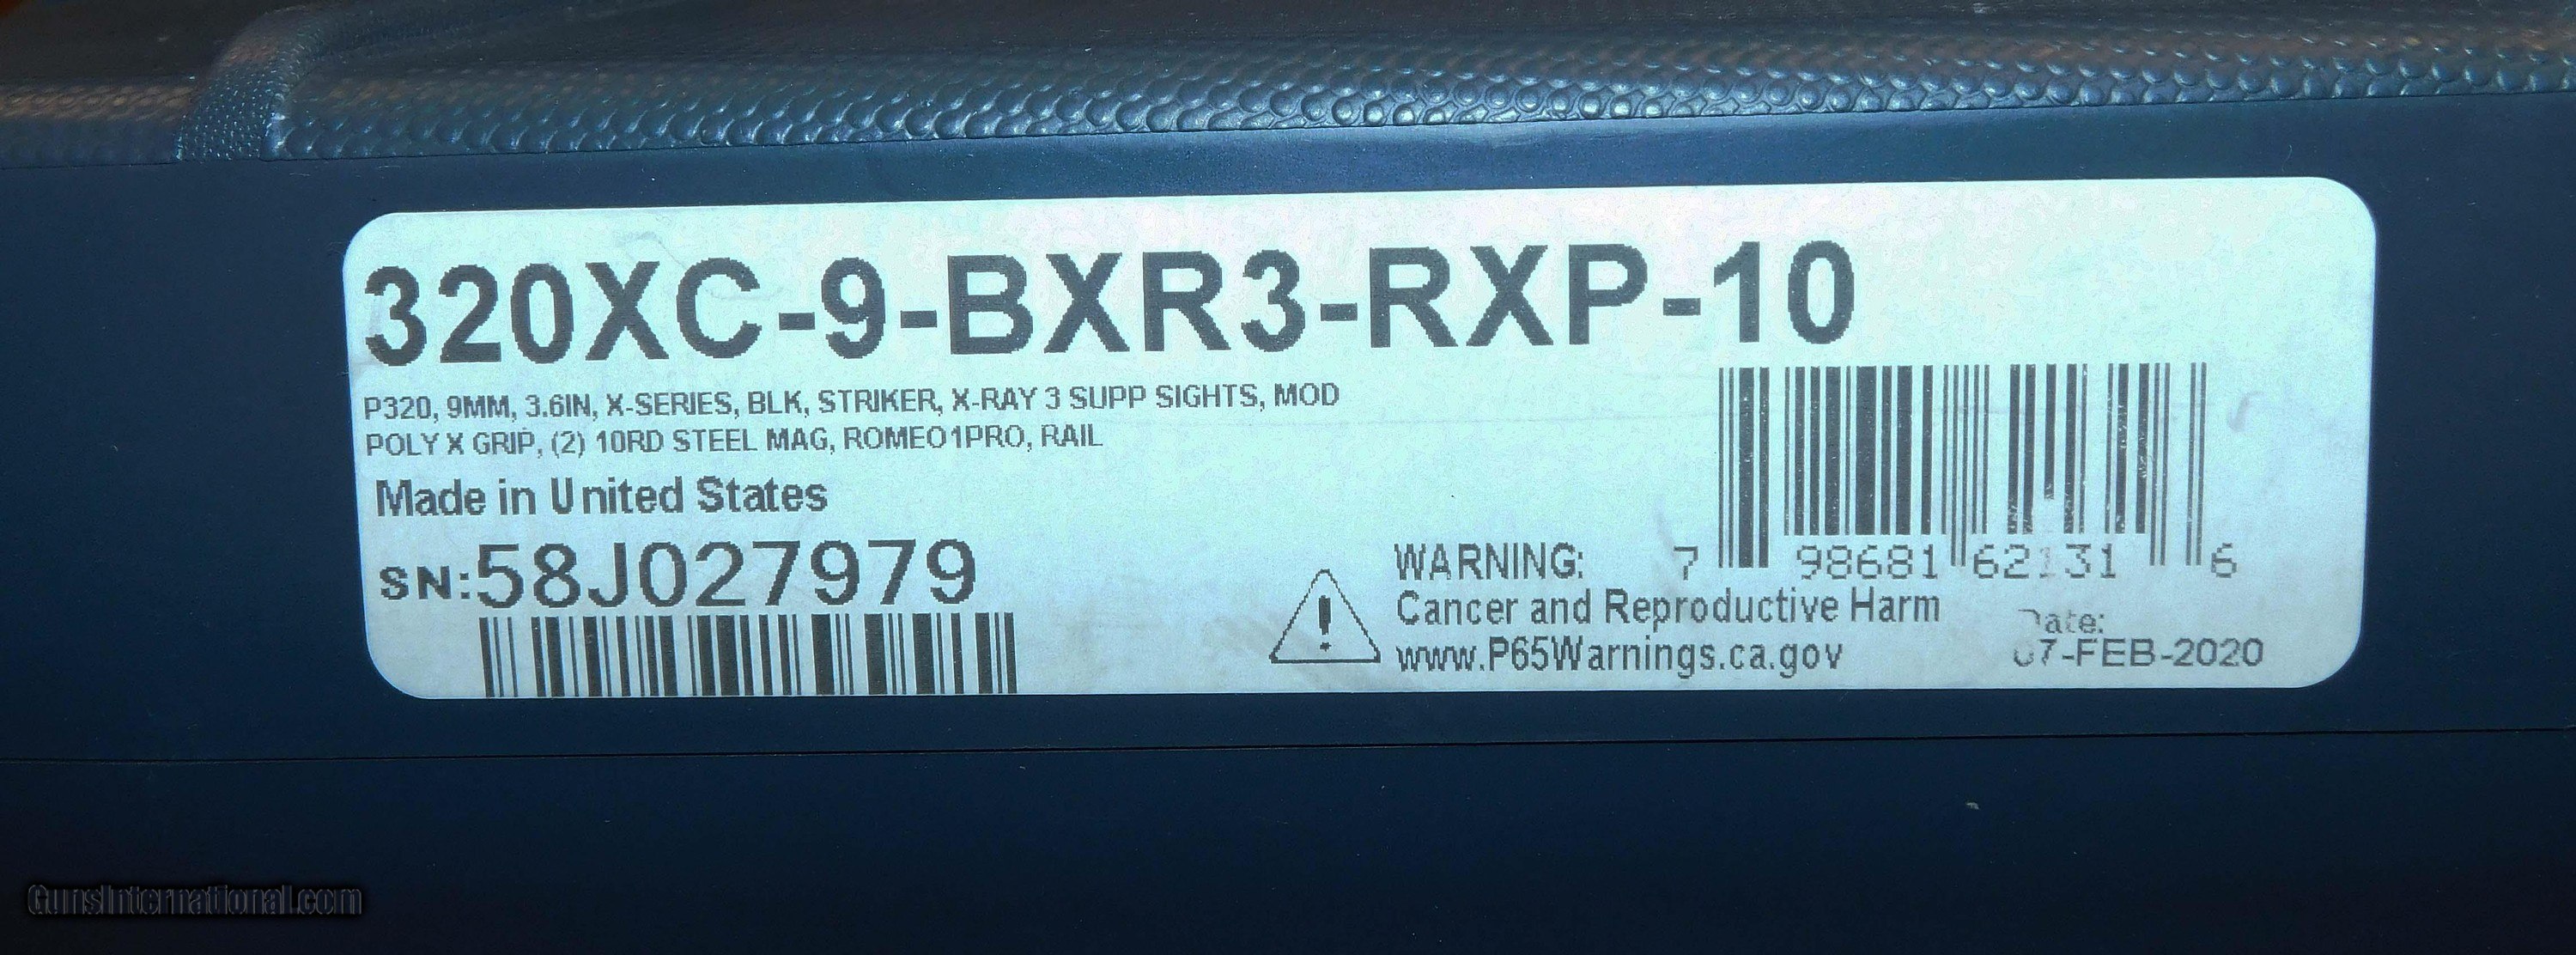 320XC-9-BXR3-RXP-10
P320, 9MM, 3.6IN, X-SERIES, BLK, STRIKER, X-RAY 3 SUPP SIGHTS, MOD
POLY X GRIP, (2) 10RD STEEL MAG, ROMEO1PRO, RAIL
Made in United States
SN:58J027979
7 98681 62131 6
WARNING:
Cancer and Reproductive Harm
www.P65Warnings.ca.gov
Date:
07-FEB-2020
GunsInternational.com